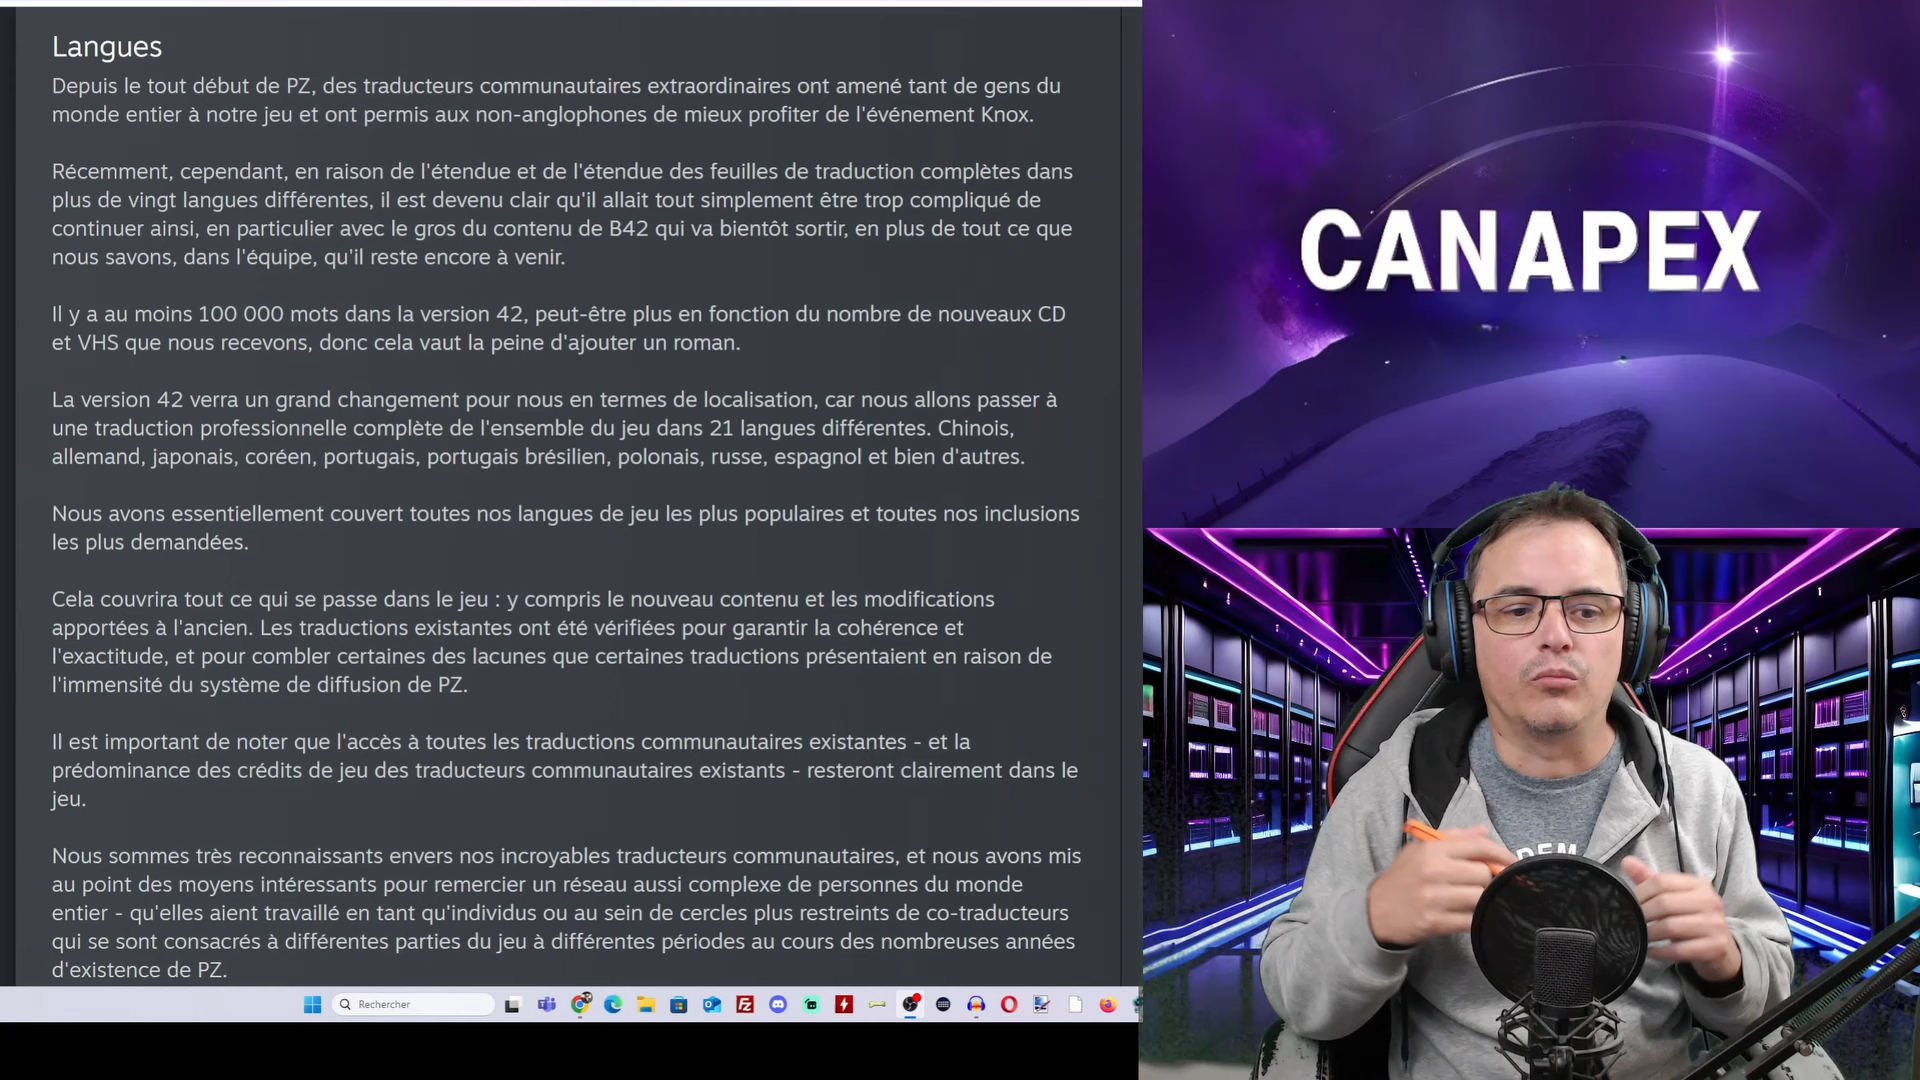 Langues
Depuis le tout début de PZ, des traducteurs communautaires extraordinaires ont amené tant de gens du
monde entier à notre jeu et ont permis aux non-anglophones de mieux profiter de l'événement Knox.
Récemment, cependant, en raison de l'étendue et de l'étendue des feuilles de traduction complètes dans
plus de vingt langues différentes, il est devenu clair qu'il allait tout simplement être trop compliqué de
continuer ainsi, en particulier avec le gros du contenu de B42 qui va bientôt sortir, en plus de tout ce que
nous savons, dans l'équipe, qu'il reste encore à venir.
Il y a au moins 100 000 mots dans la version 42, peut-être plus en fonction du nombre de nouveaux CD
et VHS que nous recevons, donc cela vaut la peine d'ajouter un roman.
La version 42 verra un grand changement pour nous en termes de localisation, car nous allons passer à
une traduction professionnelle complète de l'ensemble du jeu dans 21 langues différentes. Chinois,
allemand, japonais, coréen, portugais, portugais brésilien, polonais, russe, espagnol et bien d'autres.
Nous avons essentiellement couvert toutes nos langues de jeu les plus populaires et toutes nos inclusions
les plus demandées.
Cela couvrira tout ce qui se passe dans le jeu : y compris le nouveau contenu et les modifications
apportées à l'ancien. Les traductions existantes ont été vérifiées pour garantir la cohérence et
l'exactitude, et pour combler certaines des lacunes que certaines traductions présentaient en raison de
l'immensité du système de diffusion de PZ.
Il est important de noter que l'accès à toutes les traductions communautaires existantes - et la
prédominance des crédits de jeu des traducteurs communautaires existants - resteront clairement dans le
jeu.
Nous sommes très reconnaissants envers nos incroyables traducteurs communautaires, et nous avons mis
au point des moyens intéressants pour remercier un réseau aussi complexe de personnes du monde
entier - qu'elles aient travaillé en tant qu'individus ou au sein de cercles plus restreints de co-traducteurs
qui se sont consacrés à différentes parties du jeu à différentes périodes au cours des nombreuses années
d'existence de PZ.
Rechercher
CANAPEX